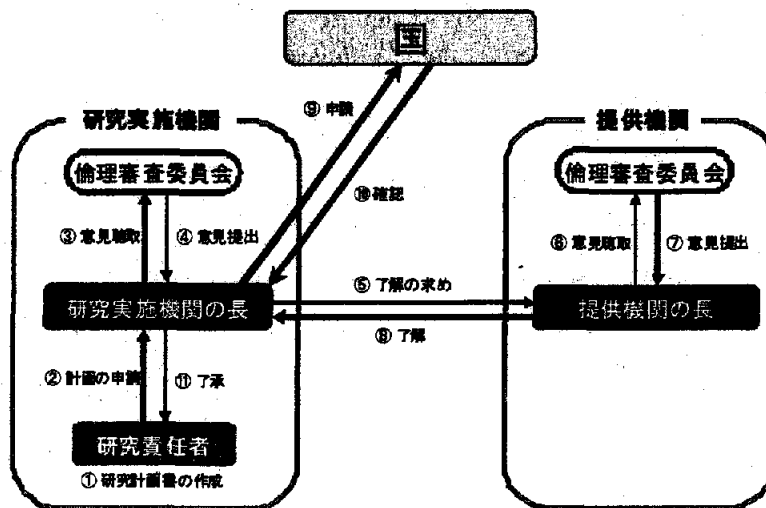 国
⑨ 申請
⑩ 確認
研究実施機関
倫理審査委員会
③ 意見聴取
④ 意見提出
研究実施機関の長
② 計画の申請
⑪ 了承
研究責任者
① 研究計画書の作成
⑤ 了解の求め
⑧ 了解
提供機関
倫理審査委員会
⑥ 意見聴取
⑦ 意見提出
提供機関の長